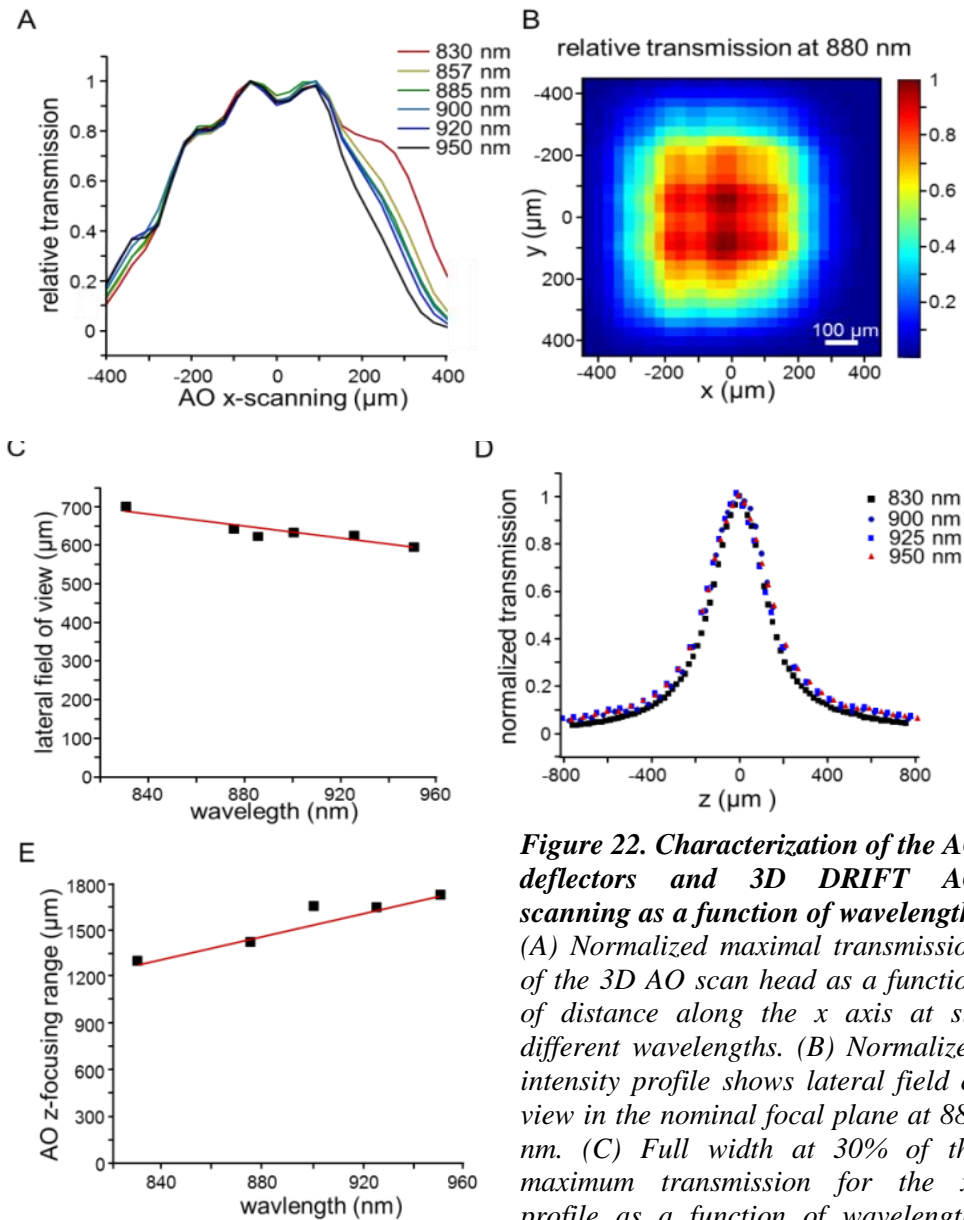 A
830 nm
857 nm
885 nm
900 nm
920 nm
950 nm
relative transmission
1
0.8
0.6
0.4
0.2
0
-400
-200
0
200
400
AO x-scanning (µm)
B
relative transmission at 880 nm
y (µm)
-400
-200
0
200
400
100 µm
-400
-200
0
200
400
x (µm)
1
0.8
0.6
0.4
0.2
C
lateral field of view (µm)
700
600
500
400
300
200
100
0
840
880
920
960
wavelegth (nm)
D
830 nm
900 nm
925 nm
950 nm
normalized transmission
1
0.8
0.6
0.4
0.2
0
-800
-400
0
400
800
z (µm )
E
AO z-focusing range (µm)
1800
1500
1200
900
600
300
0
840
880
920
960
wavlength (nm)
Figure 22. Characterization of the
deflectors and 3D DRIFT
scanning as a function of wavelength
(A) Normalized maximal transmission
of the 3D AO scan head as a function
of distance along the x axis at
different wavelengths. (B)
intensity profile shows lateral field
view in the nominal focal plane at
nm. (C) Full width at 30% of
maximum transmission for the
profile as a function of wavelength